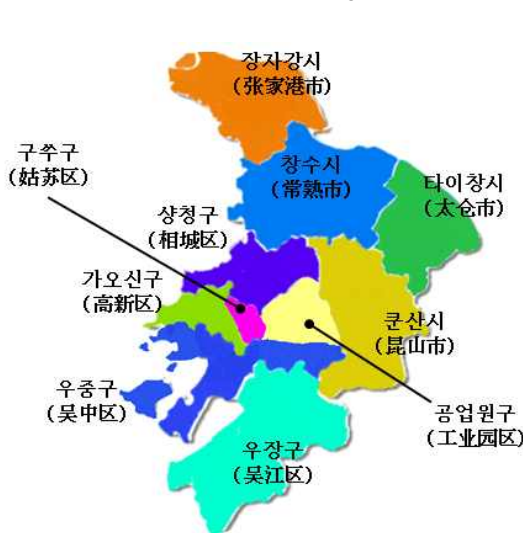 장자강시
(张家港市)
구쑤구
(姑苏区)
창수시
(常熟市)
타이창시
(太仓市)
샹청구
(相城区)
가오신구
(高新区)
쿤산시
(昆山市)
우중구
(吴中区)
공업원구
(工业园区)
우장구
(吴江区)